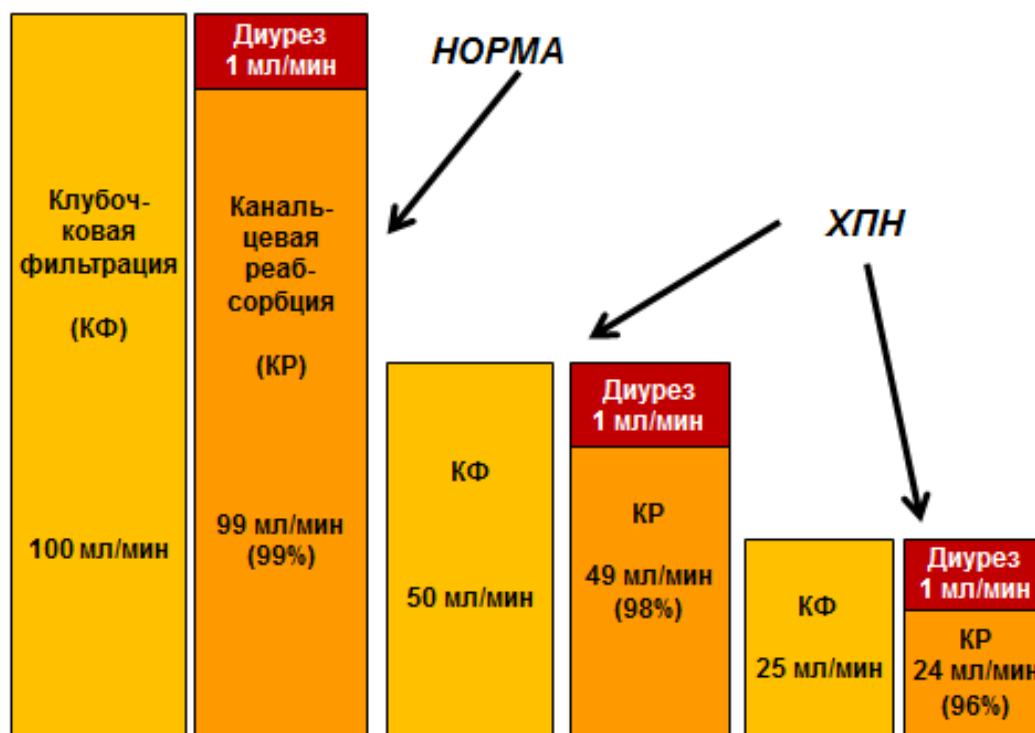 Клубоч-
ковая
фильтрация
(КФ)
100 мл/мин
Диурез
1 мл/мин
Каналь-
цевая
реаб-
сорбция
(КР)
99 мл/мин
(99%)
НОРМА
ХПН
КФ
50 мл/мин
Диурез
1 мл/мин
КР
49 мл/мин
(98%)
КФ
25 мл/мин
Диурез
1 мл/мин
КР
24 мл/мин
(96%)